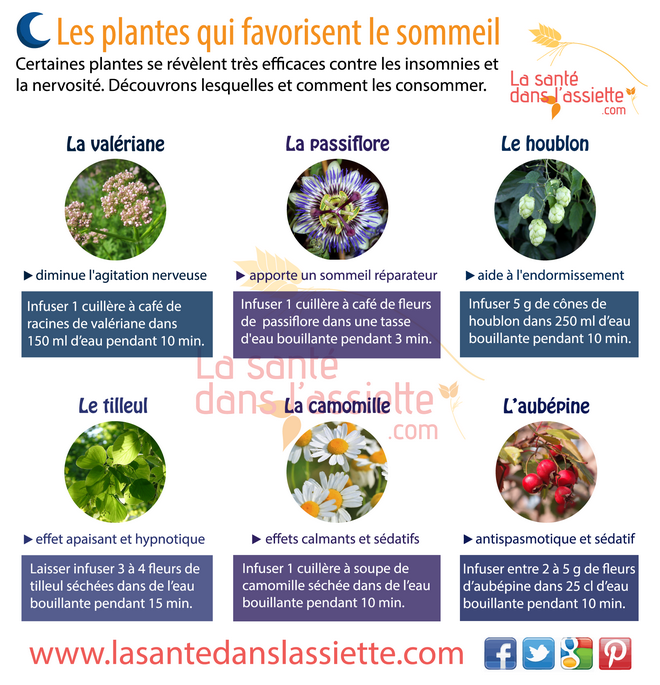 Les plantes qui favorisent le sommeil
Certaines plantes se révèlent très efficaces contre les insomnies et
la nervosité. Découvrons lesquelles et comment les consommer.
La santé
dans l'assiette
.com
La valériane
La passiflore
Le houblon
▶ diminue l'agitation nerveuse
▶ apporte un sommeil réparateur
▶ aide à l'endormissement
Infuser 1 cuillère à café de
racines de valériane dans
150 ml d'eau pendant 10 min.
Infuser 1 cuillère à café de fleurs
de passiflore dans une tasse
d'eau bouillante pendant 3 min.
Infuser 5 g de cônes de
houblon dans 250 ml d'eau
bouillante pendant 10 min.
La santé
dans l'assiette
.com
Le tilleul
La camomille
L'aubépine
▶ effet apaisant et hypnotique
▶ effets calmants et sédatifs
▶ antispasmotique et sédatif
Laisser infuser 3 à 4 fleurs de
tilleul séchées dans de l'eau
bouillante pendant 15 min.
Infuser 1 cuillère à soupe de
camomille séchée dans de l'eau
bouillante pendant 10 min.
Infuser entre 2 à 5 g de fleurs
d'aubépine dans 25 cl d'eau
bouillante pendant 10 min.
www.lasantedanslassiette.com